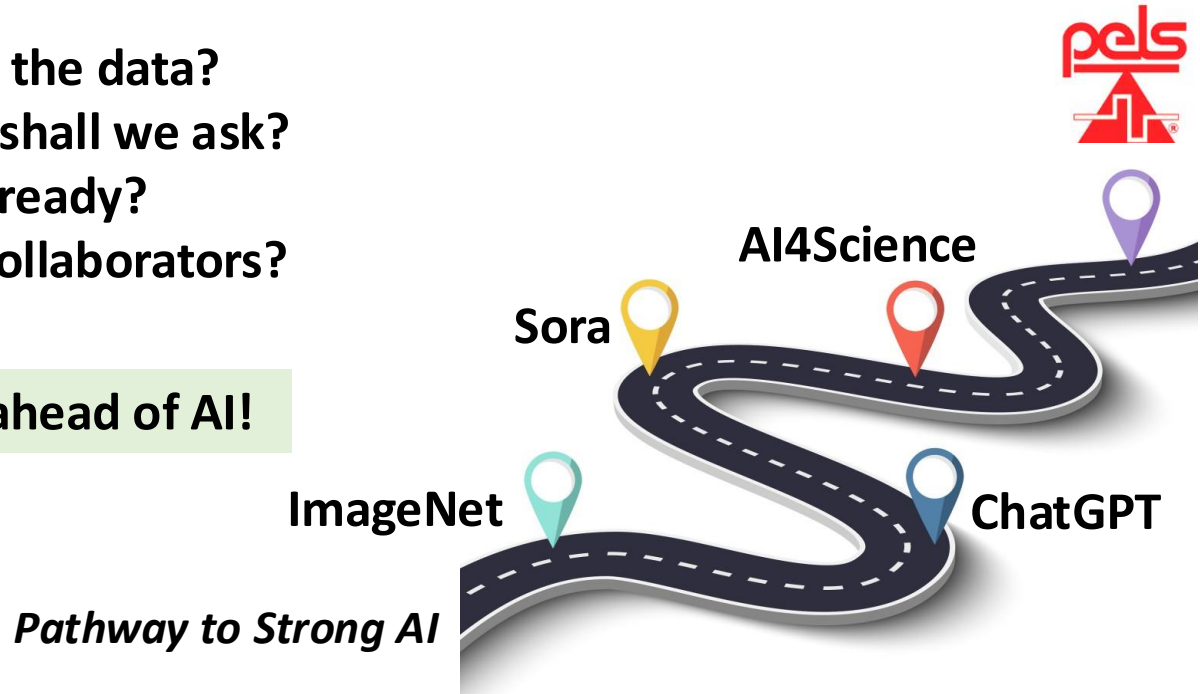 the data?
shall we ask?
ready?
ollaborators?
ahead of AI!
pels
®
AI4Science
Sora
ImageNet
ChatGPT
Pathway to Strong AI